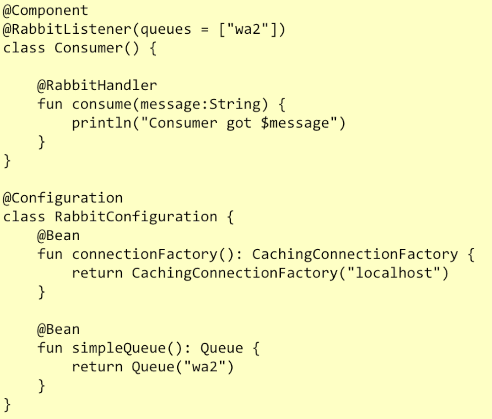 @Component
@RabbitListener(queues = ["wa2"])
class Consumer() {
    @RabbitHandler
    fun consume(message:String) {
        println("Consumer got $message")
    }
}
@Configuration
class RabbitConfiguration {
    @Bean
    fun connectionFactory(): CachingConnectionFactory {
        return CachingConnectionFactory("localhost")
    }
    @Bean
    fun simpleQueue(): Queue {
        return Queue("wa2")
    }
}